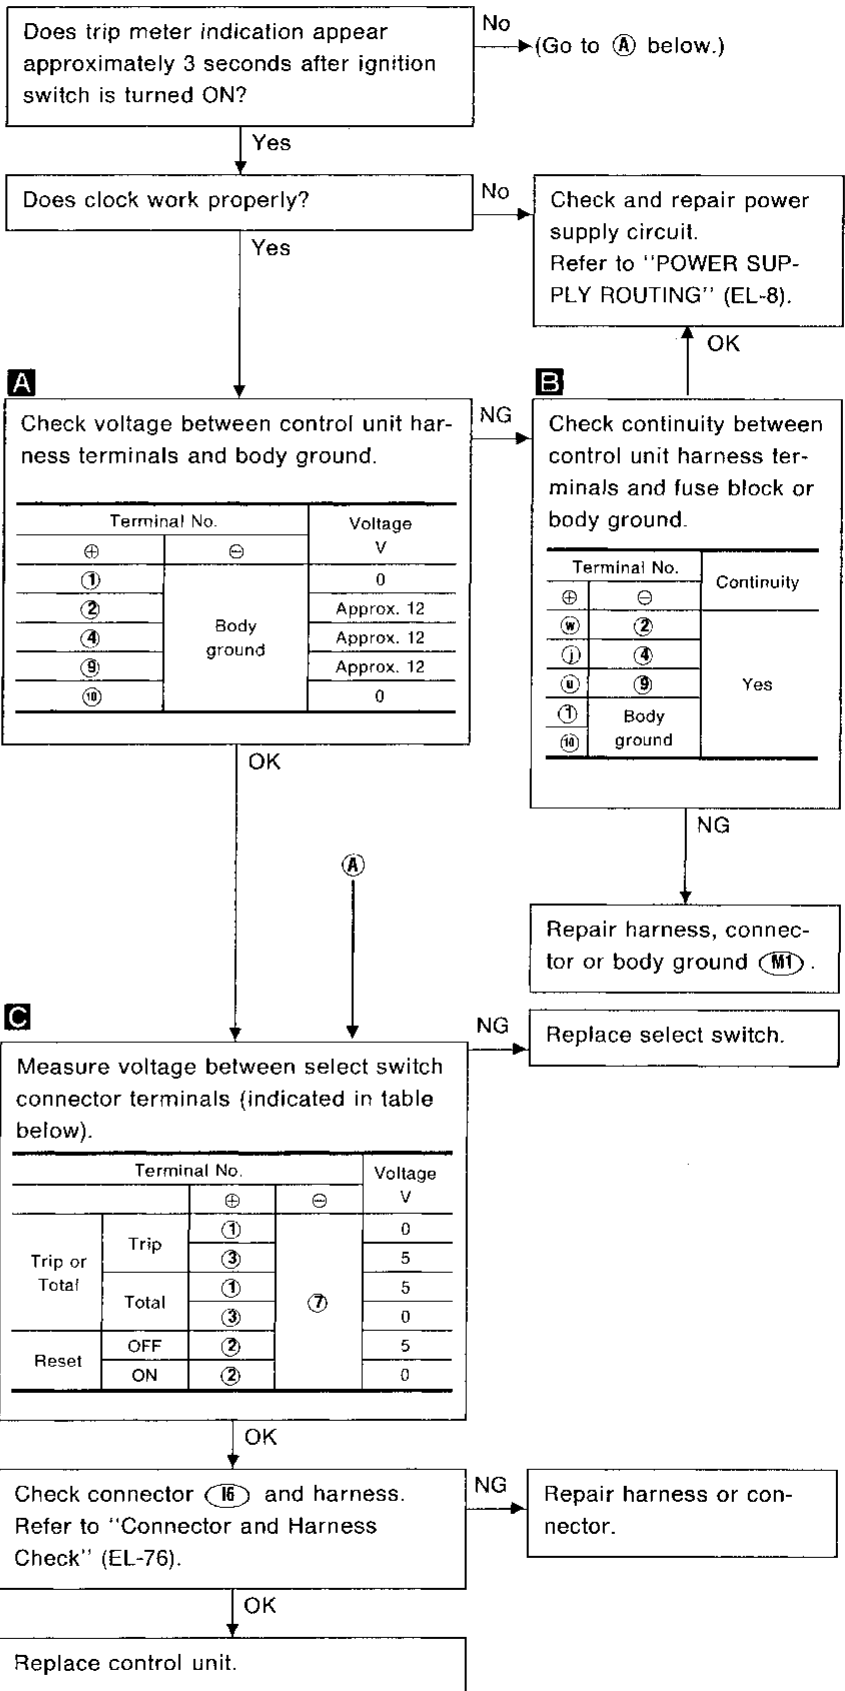 Does trip meter indication appear
approximately 3 seconds after ignition
switch is turned ON?
No
(Go to Ⓐ below.)
Yes
Does clock work properly?
No
Check and repair power
supply circuit.
Refer to "POWER SUP-
PLY ROUTING" (EL-8).
Yes
OK
A
Check voltage between control unit har-
ness terminals and body ground.
Terminal No.
Voltage
V
⊕ ⊖
① 0
② Approx. 12
④ Approx. 12
⑨ Approx. 12
⑩ 0
Body
ground
NG
B
Check continuity between
control unit harness ter-
minals and fuse block or
body ground.
Terminal No.
Continuity
⊕ ⊖
ⓦ ②
ⓙ ④
ⓤ ⑨
①
⑩
Body
ground
Yes
OK
NG
Repair harness, connec-
tor or body ground (M1).
Ⓐ
C
Measure voltage between select switch
connector terminals (indicated in table
below).
NG
Replace select switch.
Terminal No.
Voltage
V
⊕ ⊖
Trip or
Total
Trip ① 0
③ 5
Total ① 5
③ 0
⑦
Reset
OFF ② 5
ON ② 0
OK
Check connector (I6) and harness.
Refer to "Connector and Harness
Check" (EL-76).
NG
Repair harness or con-
nector.
OK
Replace control unit.